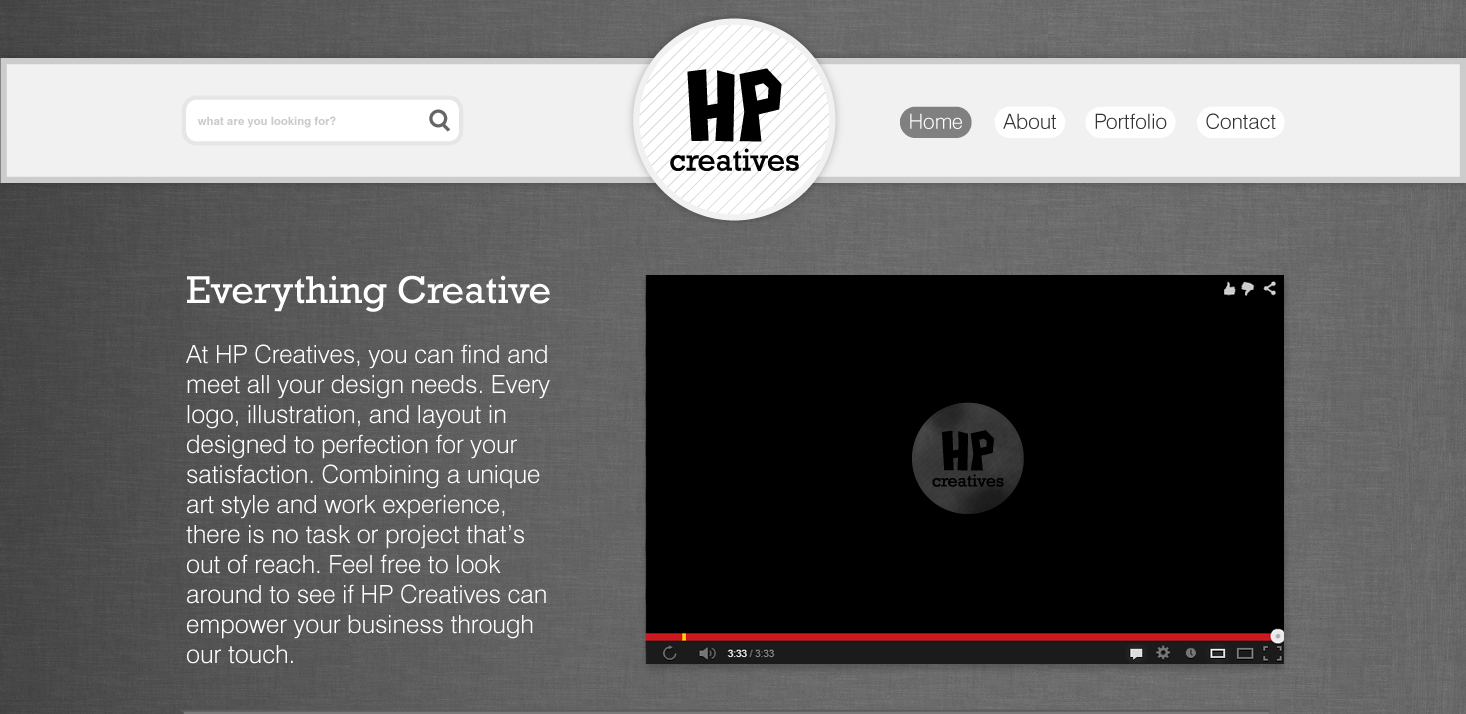 what are you looking for?
HP
creatives
Home
About
Portfolio
Contact
Everything Creative
At HP Creatives, you can find and
meet all your design needs. Every
logo, illustration, and layout in
designed to perfection for your
satisfaction. Combining a unique
art style and work experience,
there is no task or project that’s
out of reach. Feel free to look
around to see if HP Creatives can
empower your business through
our touch.
HP
creatives
3:33 / 3:33